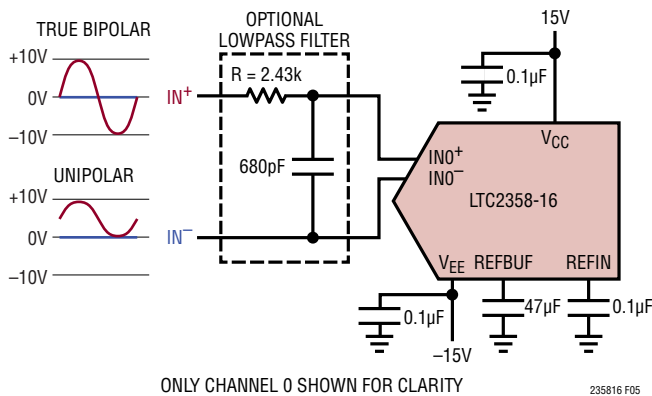 TRUE BIPOLAR
+10V
0V
–10V
UNIPOLAR
+10V
0V
–10V
OPTIONAL
LOWPASS FILTER
IN+
R = 2.43k
680pF
IN–
15V
0.1µF
VCC
IN0+
IN0–
LTC2358-16
VEE REFBUF REFIN
0.1µF
47µF
0.1µF
–15V
ONLY CHANNEL 0 SHOWN FOR CLARITY
235816 F05